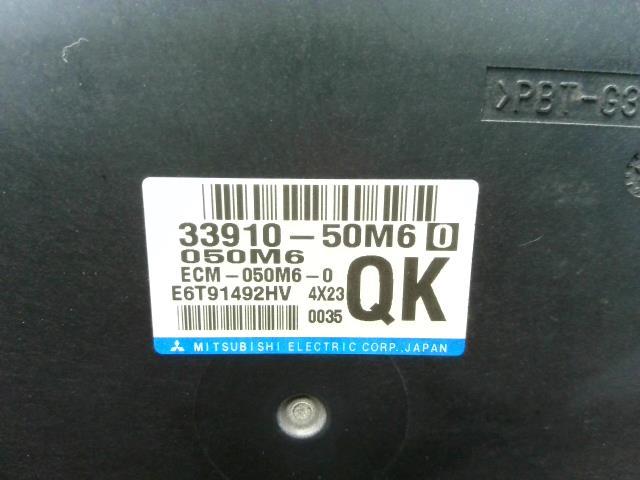 >PBT-G3
33910-50M6 0
050M6
ECM-050M6-0
E6T91492HV 4X23
0035
QK
MITSUBISHI ELECTRIC CORP., JAPAN